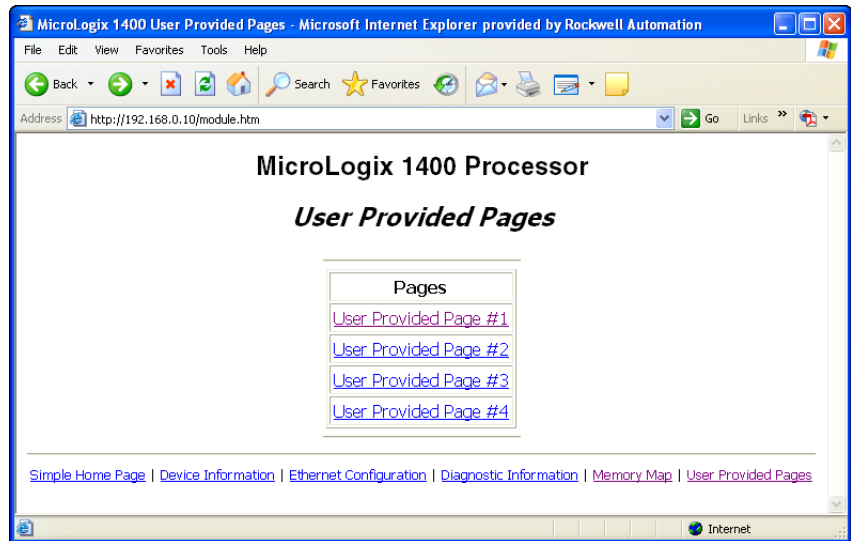 MicroLogix 1400 User Provided Pages - Microsoft Internet Explorer provided by Rockwell Automation
File Edit View Favorites Tools Help
Back Search Favorites
Address http://192.168.0.10/module.htm Go Links »
MicroLogix 1400 Processor
User Provided Pages
Pages
User Provided Page #1
User Provided Page #2
User Provided Page #3
User Provided Page #4
Simple Home Page | Device Information | Ethernet Configuration | Diagnostic Information | Memory Map | User Provided Pages
Internet